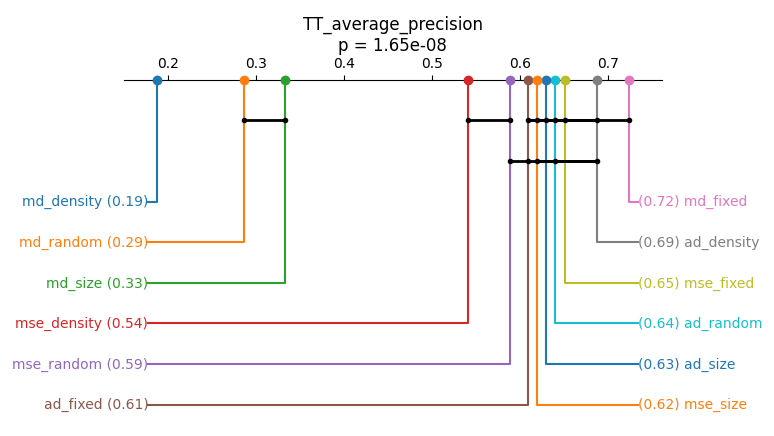 TT_average_precision
p = 1.65e-08
0.2 0.3 0.4 0.5 0.6 0.7
md_density (0.19) (0.72) md_fixed
md_random (0.29) (0.69) ad_density
md_size (0.33) (0.65) mse_fixed
mse_density (0.54) (0.64) ad_random
mse_random (0.59) (0.63) ad_size
ad_fixed (0.61) (0.62) mse_size